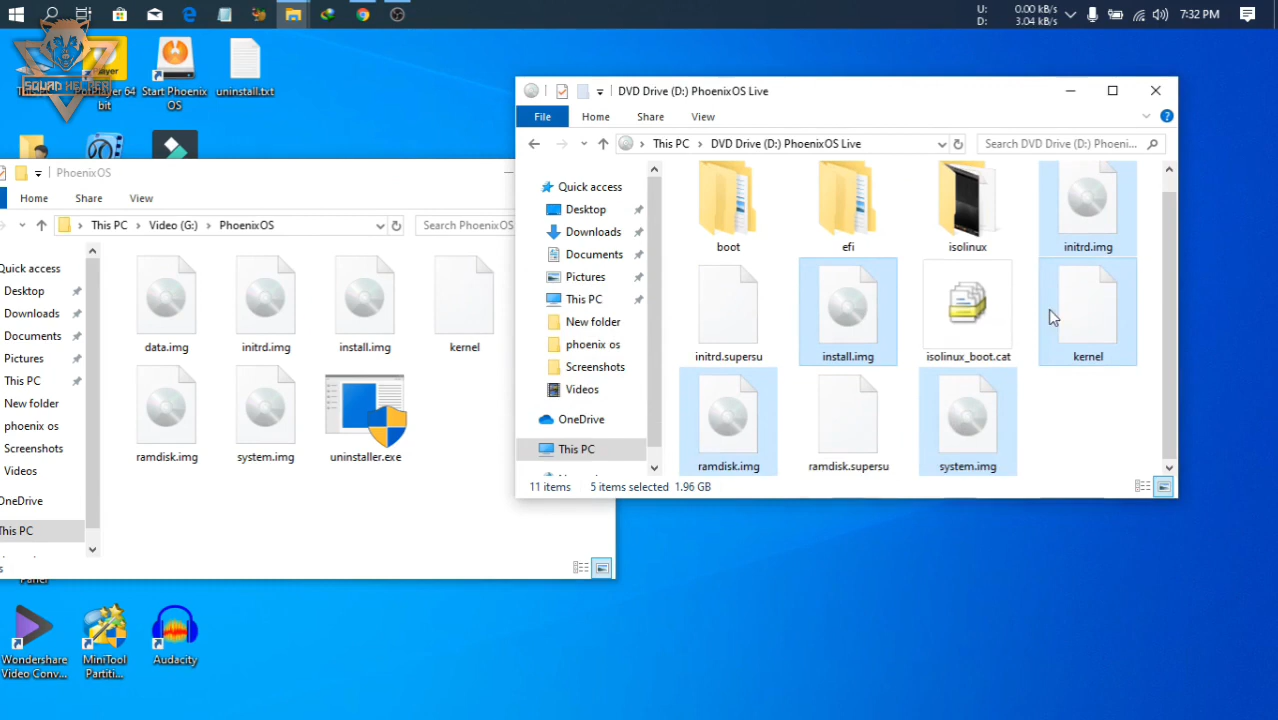 U: 0.00 kB/s
D: 3.04 kB/s
7:32 PM
SQUAD HELPER
ayer
bit
Start Phoenix
OS
uninstall.txt
PhoenixOS
Home Share View
This PC Video (G:) PhoenixOS
Search PhoenixOS
Quick access
Desktop
Downloads
Documents
Pictures
This PC
New folder
phoenix os
Screenshots
Videos
OneDrive
This PC
data.img
initrd.img
install.img
kernel
ramdisk.img
system.img
uninstaller.exe
DVD Drive (D:) PhoenixOS Live
File Home Share View
This PC DVD Drive (D:) PhoenixOS Live
Search DVD Drive (D:) Phoeni...
Quick access
Desktop
Downloads
Documents
Pictures
This PC
New folder
phoenix os
Screenshots
Videos
OneDrive
This PC
boot
efi
isolinux
initrd.img
initrd.supersu
install.img
isolinux_boot.cat
kernel
ramdisk.img
ramdisk.supersu
system.img
11 items 5 items selected 1.96 GB
Wondershare
Video Conv...
MiniTool
Partiti...
Audacity